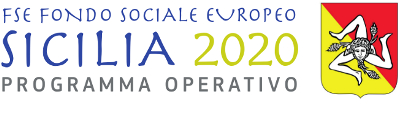 FSE FONDO SOCIALE EUROPEO
SICILIA 2020
PROGRAMMA OPERATIVO